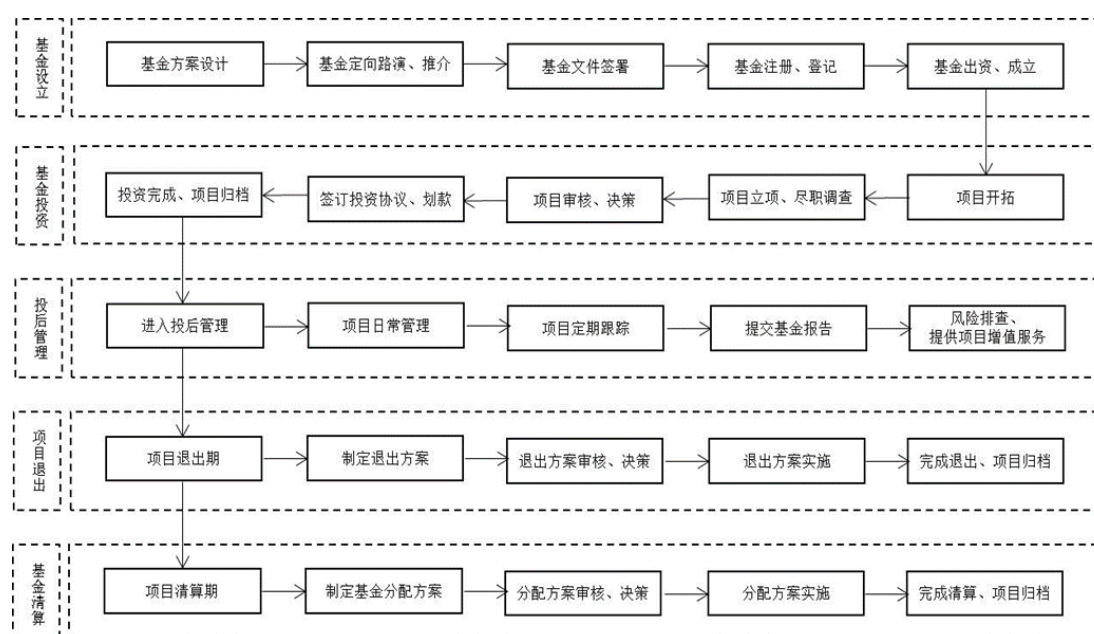 基金设立
基金方案设计
基金定向路演、推介
基金文件签署
基金注册、登记
基金出资、成立
基金投资
投资完成、项目归档
签订投资协议、划款
项目审核、决策
项目立项、尽职调查
项目开拓
投后管理
进入投后管理
项目日常管理
项目定期跟踪
提交基金报告
风险排查、
提供项目增值服务
项目退出
项目退出期
制定退出方案
退出方案审核、决策
退出方案实施
完成退出、项目归档
基金清算
项目清算期
制定基金分配方案
分配方案审核、决策
分配方案实施
完成清算、项目归档